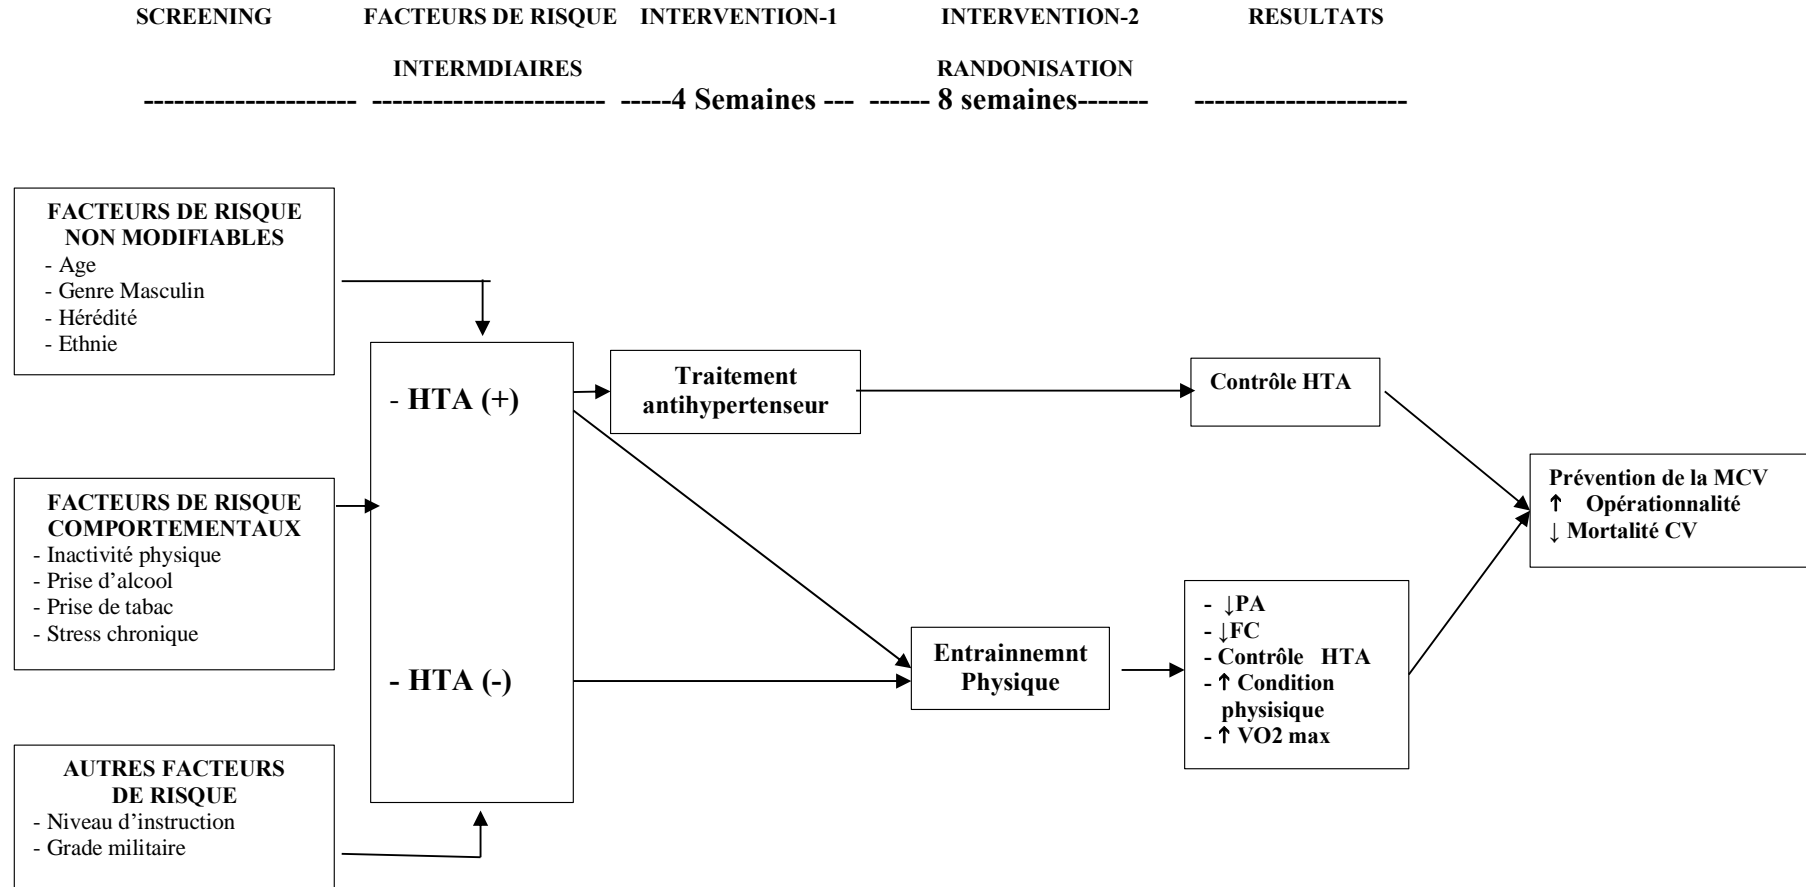 SCREENING FACTEURS DE RISQUE INTERVENTION-1 INTERVENTION-2 RESULTATS
INTERMDIAIRES RANDONISATION
--------------------- ----------------------- -----4 Semaines --- ------ 8 semaines------- ---------------------
FACTEURS DE RISQUE
NON MODIFIABLES
- Age
- Genre Masculin
- Hérédité
- Ethnie
FACTEURS DE RISQUE
COMPORTEMENTAUX
- Inactivité physique
- Prise d’alcool
- Prise de tabac
- Stress chronique
AUTRES FACTEURS
DE RISQUE
- Niveau d’instruction
- Grade militaire
- HTA (+)
- HTA (-)
Traitement
antihypertenseur
Entrainnemnt
Physique
Contrôle HTA
- ↓PA
- ↓FC
- Contrôle HTA
- ↑ Condition
physisique
- ↑ VO2 max
Prévention de la MCV
↑ Opérationnalité
↓ Mortalité CV